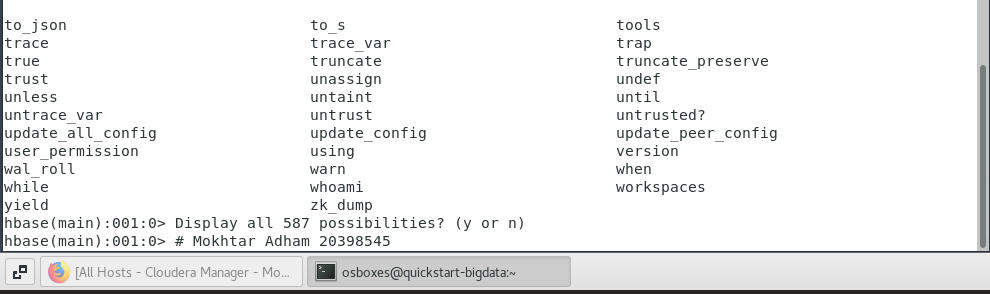 to_json to_s tools
trace trace_var trap
true truncate truncate_preserve
trust unassign undef
unless untaint until
untrace_var untrust untrusted?
update_all_config update_config update_peer_config
user_permission using version
wal_roll warn when
while whoami workspaces
yield zk_dump
hbase(main):001:0> Display all 587 possibilities? (y or n)
hbase(main):001:0> # Mokhtar Adham 20398545
[All Hosts - Cloudera Manager - Mo... osboxes@quickstart-bigdata:~